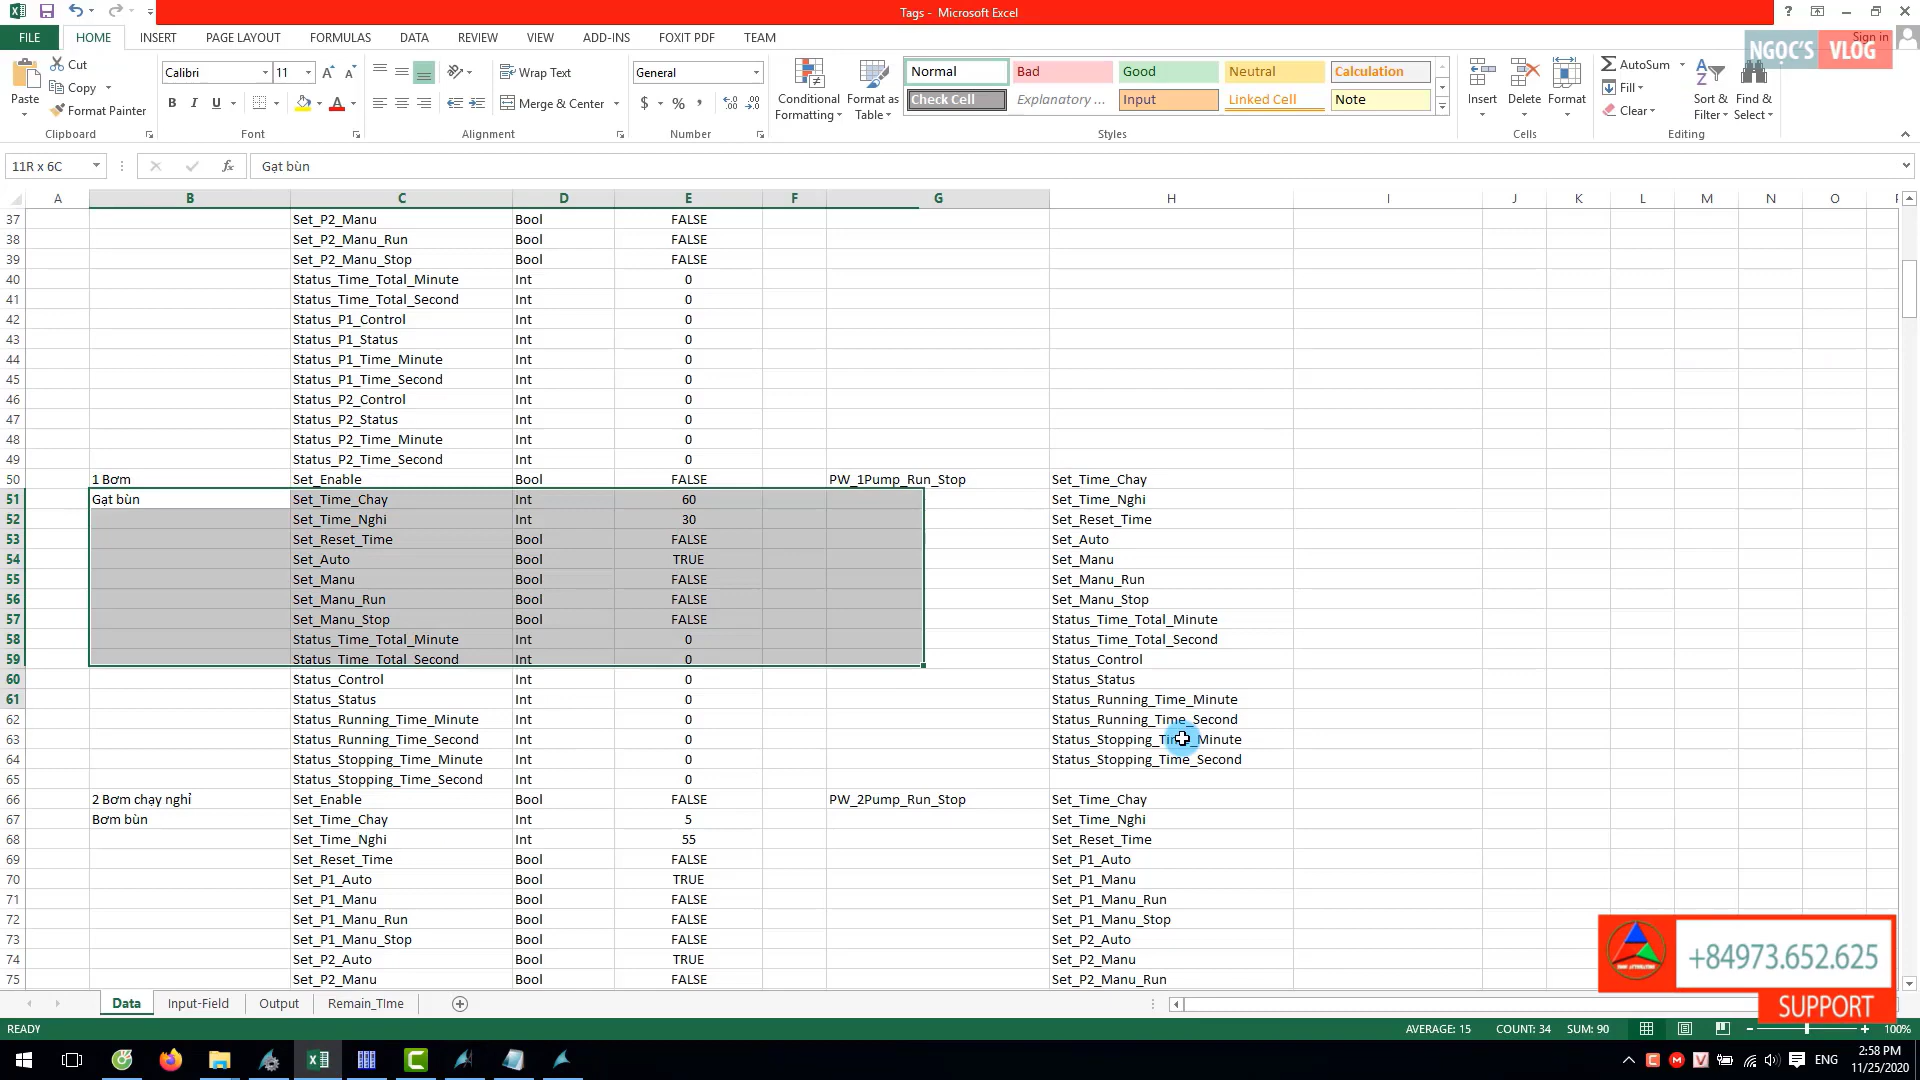 Tags - Microsoft Excel
FILE HOME INSERT PAGE LAYOUT FORMULAS DATA REVIEW VIEW ADD-INS FOXIT PDF TEAM Sign in
NGỌC'S VLOG
Cut
Copy
Format Painter
Paste
Clipboard
Calibri 11
B I U
Font
Wrap Text
Merge & Center
Alignment
General
$ %
Number
Conditional Formatting
Format as Table
Normal Bad Good Neutral Calculation
Check Cell Explanatory ... Input Linked Cell Note
Styles
Insert Delete Format
Cells
AutoSum
Fill
Clear
Sort & Filter
Find & Select
Editing
11R x 6C fx Gạt bùn
A B C D E F G H I J K L M N O
37 Set_P2_Manu Bool FALSE
38 Set_P2_Manu_Run Bool FALSE
39 Set_P2_Manu_Stop Bool FALSE
40 Status_Time_Total_Minute Int 0
41 Status_Time_Total_Second Int 0
42 Status_P1_Control Int 0
43 Status_P1_Status Int 0
44 Status_P1_Time_Minute Int 0
45 Status_P1_Time_Second Int 0
46 Status_P2_Control Int 0
47 Status_P2_Status Int 0
48 Status_P2_Time_Minute Int 0
49 Status_P2_Time_Second Int 0
50 1 Bơm Set_Enable Bool FALSE PW_1Pump_Run_Stop Set_Time_Chay
51 Gạt bùn Set_Time_Chay Int 60 Set_Time_Nghi
52 Set_Time_Nghi Int 30 Set_Reset_Time
53 Set_Reset_Time Bool FALSE Set_Auto
54 Set_Auto Bool TRUE Set_Manu
55 Set_Manu Bool FALSE Set_Manu_Run
56 Set_Manu_Run Bool FALSE Set_Manu_Stop
57 Set_Manu_Stop Bool FALSE Status_Time_Total_Minute
58 Status_Time_Total_Minute Int 0 Status_Time_Total_Second
59 Status_Time_Total_Second Int 0 Status_Control
60 Status_Control Int 0 Status_Status
61 Status_Status Int 0 Status_Running_Time_Minute
62 Status_Running_Time_Minute Int 0 Status_Running_Time_Second
63 Status_Running_Time_Second Int 0 Status_Stopping_Time_Minute
64 Status_Stopping_Time_Minute Int 0 Status_Stopping_Time_Second
65 Status_Stopping_Time_Second Int 0
66 2 Bơm chạy nghỉ Set_Enable Bool FALSE PW_2Pump_Run_Stop Set_Time_Chay
67 Bơm bùn Set_Time_Chay Int 5 Set_Time_Nghi
68 Set_Time_Nghi Int 55 Set_Reset_Time
69 Set_Reset_Time Bool FALSE Set_P1_Auto
70 Set_P1_Auto Bool TRUE Set_P1_Manu
71 Set_P1_Manu Bool FALSE Set_P1_Manu_Run
72 Set_P1_Manu_Run Bool FALSE Set_P1_Manu_Stop
73 Set_P1_Manu_Stop Bool FALSE Set_P2_Auto
74 Set_P2_Auto Bool TRUE Set_P2_Manu
75 Set_P2_Manu Bool FALSE Set_P2_Manu_Run
+84973.652.625
SUPPORT
Data Input-Field Output Remain_TIme
READY AVERAGE: 15 COUNT: 34 SUM: 90 100%
ENG
2:58 PM
11/25/2020